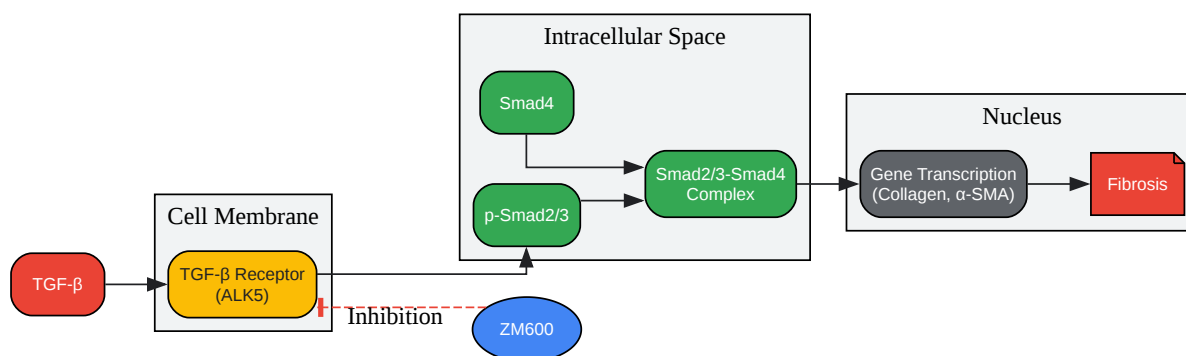 Intracellular Space
Smad4
Nucleus
Smad2/3-Smad4
Complex
Gene Transcription
(Collagen, α-SMA)
Fibrosis
p-Smad2/3
Cell Membrane
TGF-β
TGF-β Receptor
(ALK5)
Inhibition
ZM600